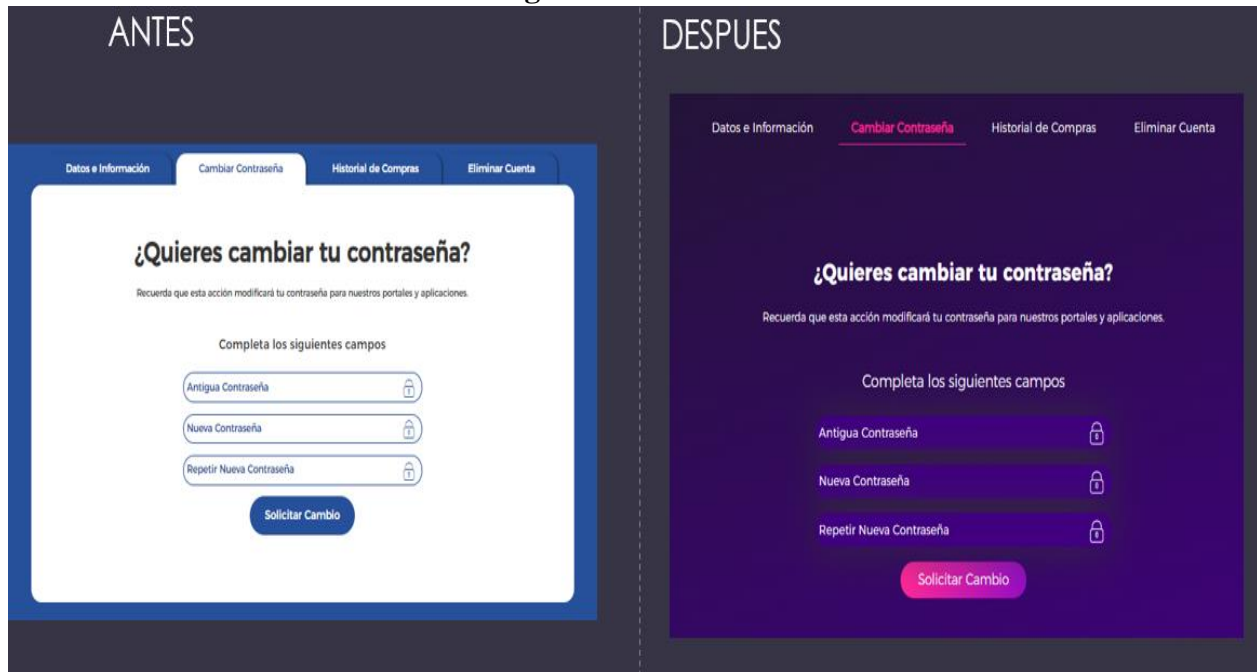 ANTES
Datos e Información
Cambiar Contraseña
Historial de Compras
Eliminar Cuenta
¿Quieres cambiar tu contraseña?
Recuerda que esta acción modificará tu contraseña para nuestros portales y aplicaciones.
Completa los siguientes campos
Antigua Contraseña
Nueva Contraseña
Repetir Nueva Contraseña
Solicitar Cambio
DESPUES
Datos e Información
Cambiar Contraseña
Historial de Compras
Eliminar Cuenta
¿Quieres cambiar tu contraseña?
Recuerda que esta acción modificará tu contraseña para nuestros portales y aplicaciones.
Completa los siguientes campos
Antigua Contraseña
Nueva Contraseña
Repetir Nueva Contraseña
Solicitar Cambio